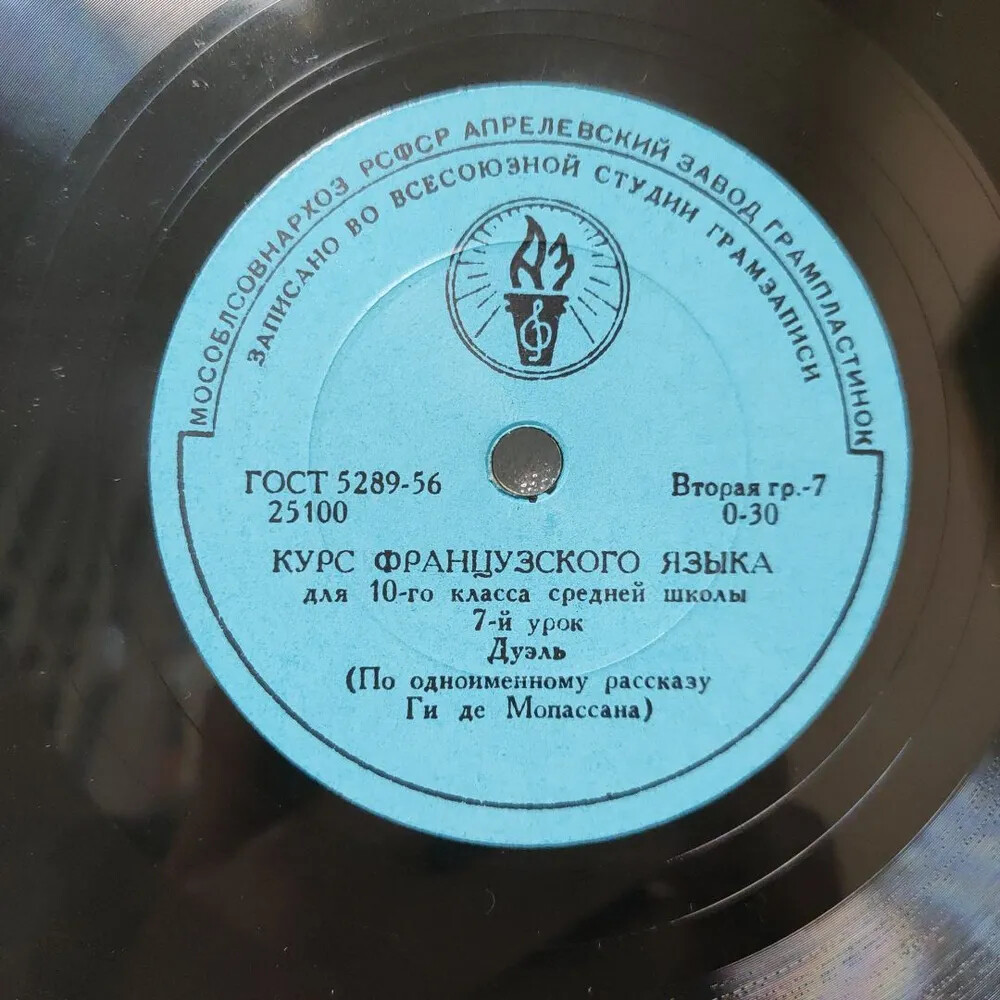 МОСОБЛСОВНАРХОЗ РСФСР АПРЕЛЕВСКИЙ ЗАВОД ГРАМПЛАСТИНОК
ЗАПИСАНО ВО ВСЕСОЮЗНОЙ СТУДИИ ГРАМЗАПИСИ
АЗ
ГОСТ 5289-56
25100
Вторая гр.-7
0-30
КУРС ФРАНЦУЗСКОГО ЯЗЫКА
для 10-го класса средней школы
7-й урок
Дуэль
(По одноименному рассказу
Ги де Мопассана)